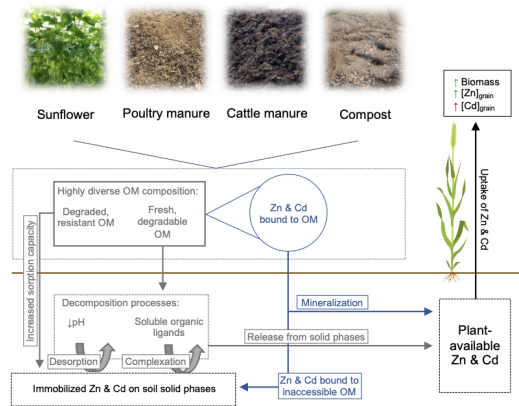 Sunflower
Poultry manure
Cattle manure
Compost
↑ Biomass
↑ [Zn]grain
↑ [Cd]grain
Highly diverse OM composition:
Degraded,
resistant OM
Fresh,
degradable
OM
Zn & Cd
bound to OM
Uptake of Zn & Cd
Increased sorption capacity
Decomposition processes:
↓pH
Soluble organic
ligands
Mineralization
Release from solid phases
Plant-
available
Zn & Cd
Desorption
Complexation
Immobilized Zn & Cd on soil solid phases
Zn & Cd bound to
inaccessible OM